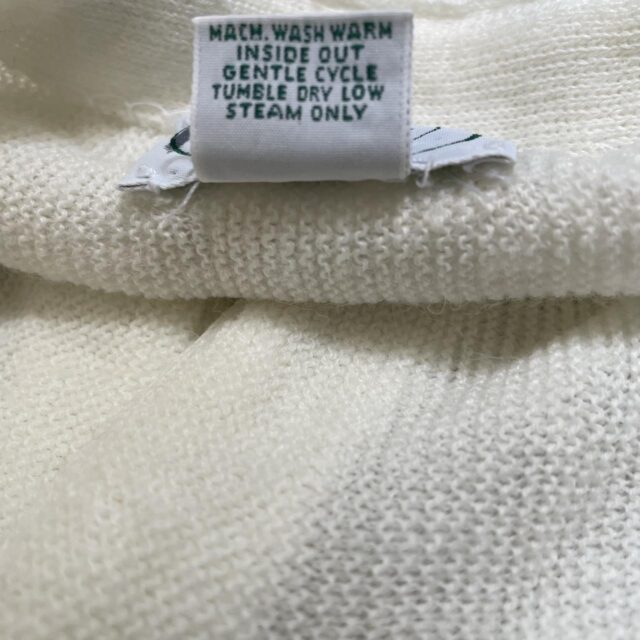 MACH. WASH WARM
INSIDE OUT
GENTLE CYCLE
TUMBLE DRY LOW
STEAM ONLY